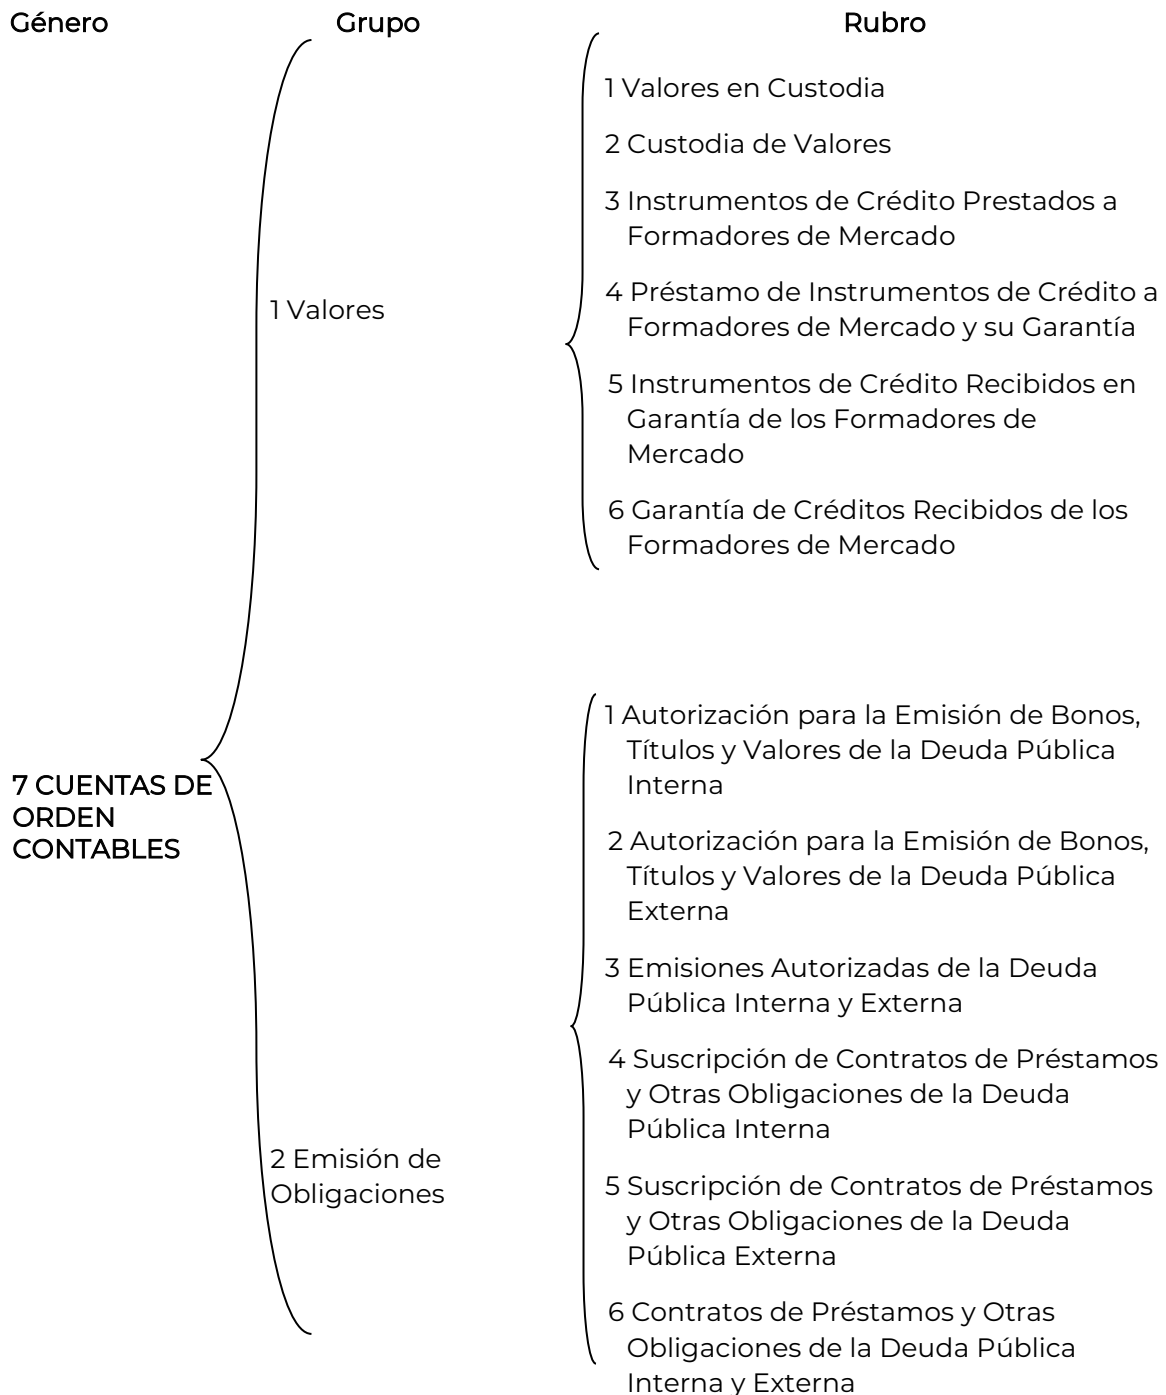 Género Grupo Rubro
1 Valores en Custodia
2 Custodia de Valores
3 Instrumentos de Crédito Prestados a
Formadores de Mercado
1 Valores
4 Préstamo de Instrumentos de Crédito a
Formadores de Mercado y su Garantía
5 Instrumentos de Crédito Recibidos en
Garantía de los Formadores de
Mercado
6 Garantía de Créditos Recibidos de los
Formadores de Mercado
7 CUENTAS DE
ORDEN
CONTABLES
1 Autorización para la Emisión de Bonos,
Títulos y Valores de la Deuda Pública
Interna
2 Autorización para la Emisión de Bonos,
Títulos y Valores de la Deuda Pública
Externa
3 Emisiones Autorizadas de la Deuda
Pública Interna y Externa
4 Suscripción de Contratos de Préstamos
y Otras Obligaciones de la Deuda
Pública Interna
2 Emisión de
Obligaciones
5 Suscripción de Contratos de Préstamos
y Otras Obligaciones de la Deuda
Pública Externa
6 Contratos de Préstamos y Otras
Obligaciones de la Deuda Pública
Interna y Externa